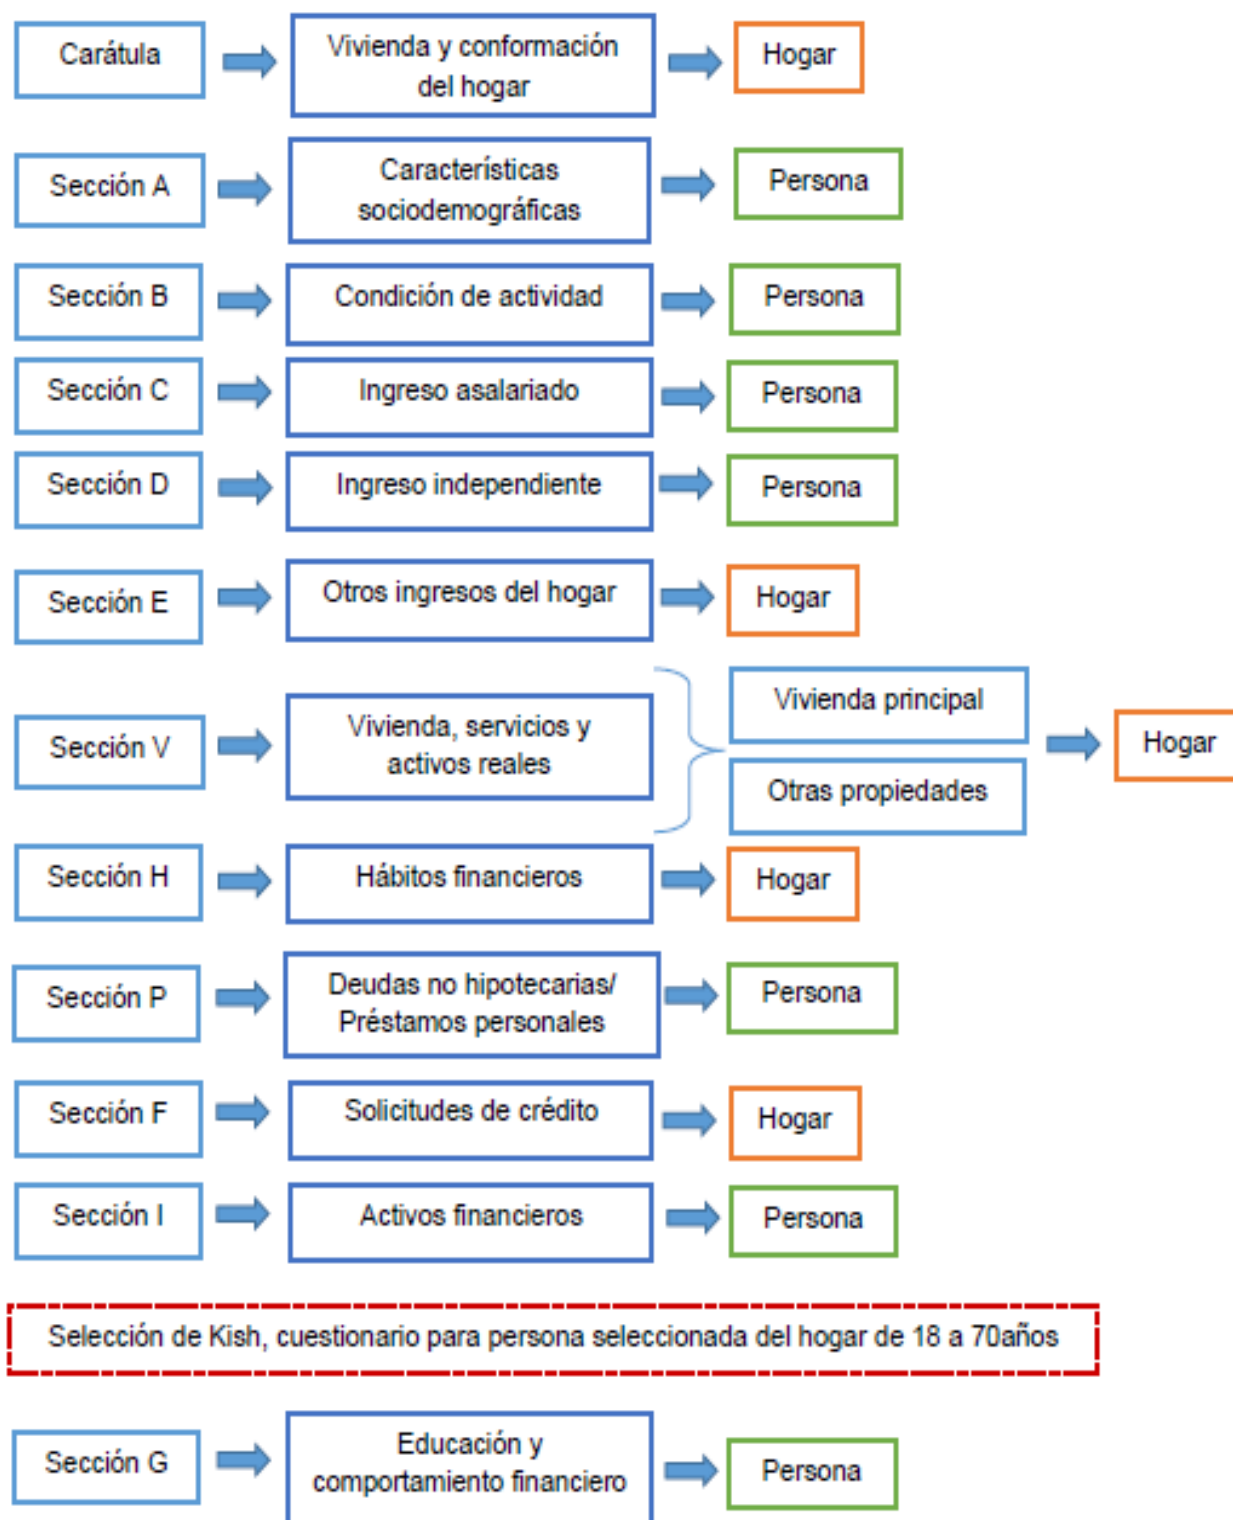 Carátula
Vivienda y conformación
del hogar
Hogar
Sección A
Características
sociodemográficas
Persona
Sección B
Condición de actividad
Persona
Sección C
Ingreso asalariado
Persona
Sección D
Ingreso independiente
Persona
Sección E
Otros ingresos del hogar
Hogar
Sección V
Vivienda, servicios y
activos reales
Vivienda principal
Otras propiedades
Hogar
Sección H
Hábitos financieros
Hogar
Sección P
Deudas no hipotecarias/
Préstamos personales
Persona
Sección F
Solicitudes de crédito
Hogar
Sección I
Activos financieros
Persona
Selección de Kish, cuestionario para persona seleccionada del hogar de 18 a 70años
Sección G
Educación y
comportamiento financiero
Persona